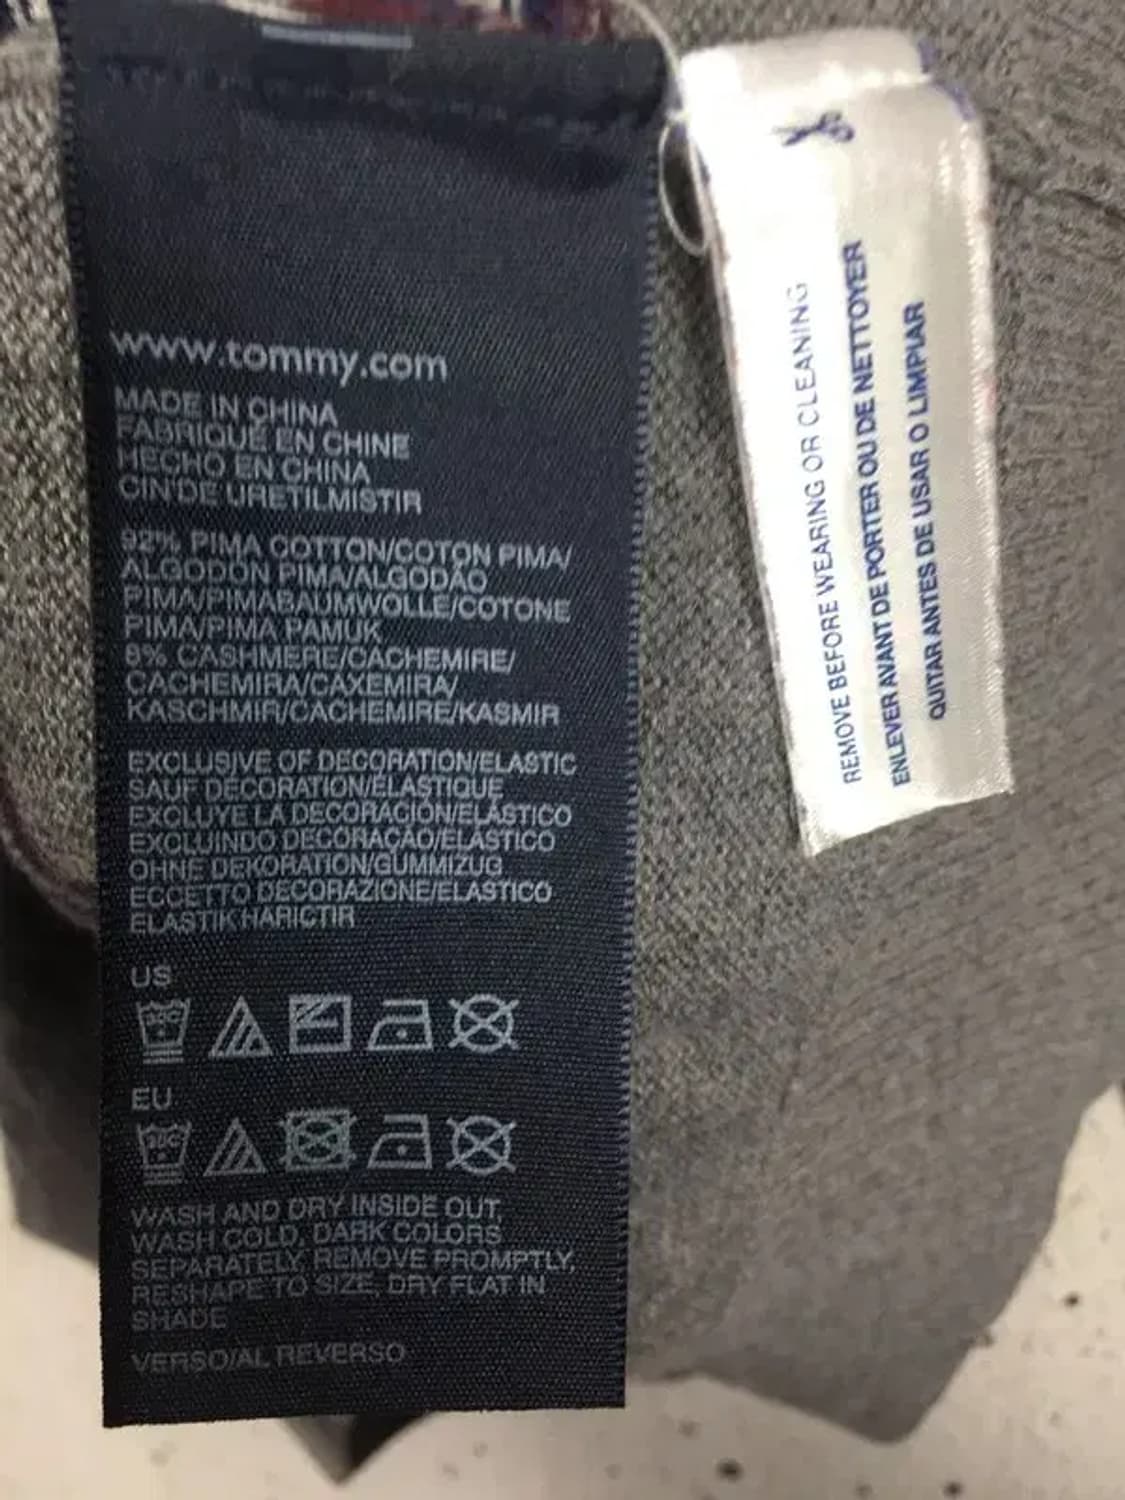 www.tommy.com
MADE IN CHINA
FABRIQUÉ EN CHINE
HECHO EN CHINA
CIN'DE URETILMISTIR
92% PIMA COTTON/COTON PIMA/
ALGODÓN PIMA/ALGODÃO
PIMA/PIMABAUMWOLLE/COTONE
PIMA/PIMA PAMUK
8% CASHMERE/CACHEMIRE/
CACHEMIRA/CAXEMIRA/
KASCHMIR/CACHEMIRE/KASMIR
EXCLUSIVE OF DECORATION/ELASTIC
SAUF DÉCORATION/ÉLASTIQUE
EXCLUYE LA DECORACIÓN/ELÁSTICO
EXCLUINDO DECORAÇÃO/ELÁSTICO
OHNE DEKORATION/GUMMIZUG
ECCETTO DECORAZIONE/ELASTICO
ELASTIK HARICTIR
US
EU
WASH AND DRY INSIDE OUT,
WASH COLD, DARK COLORS
SEPARATELY, REMOVE PROMPTLY,
RESHAPE TO SIZE, DRY FLAT IN
SHADE
VERSO/AL REVERSO
REMOVE BEFORE WEARING OR CLEANING
ENLEVER AVANT DE PORTER OU DE NETTOYER
QUITAR ANTES DE USAR O LIMPIAR